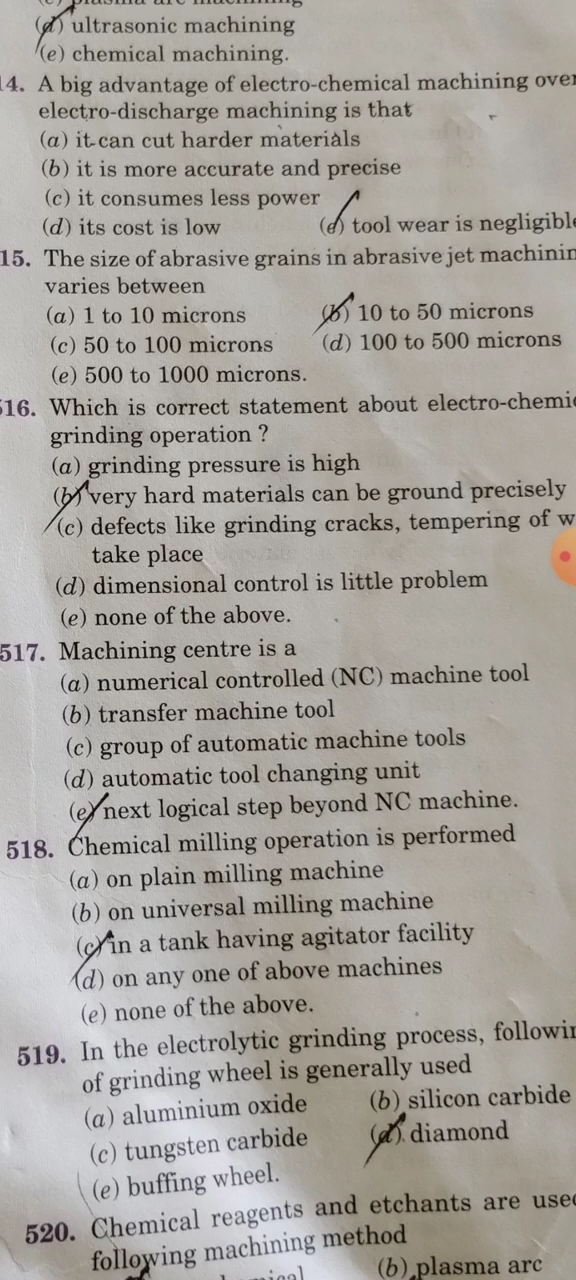 (d) ultrasonic machining
(e) chemical machining.
14. A big advantage of electro-chemical machining over
electro-discharge machining is that
(a) it can cut harder materials
(b) it is more accurate and precise
(c) it consumes less power
(d) its cost is low (e) tool wear is negligible
15. The size of abrasive grains in abrasive jet machinin
varies between
(a) 1 to 10 microns (b) 10 to 50 microns
(c) 50 to 100 microns (d) 100 to 500 microns
(e) 500 to 1000 microns.
516. Which is correct statement about electro-chemic
grinding operation ?
(a) grinding pressure is high
(b) very hard materials can be ground precisely
(c) defects like grinding cracks, tempering of w
take place
(d) dimensional control is little problem
(e) none of the above.
517. Machining centre is a
(a) numerical controlled (NC) machine tool
(b) transfer machine tool
(c) group of automatic machine tools
(d) automatic tool changing unit
(e) next logical step beyond NC machine.
518. Chemical milling operation is performed
(a) on plain milling machine
(b) on universal milling machine
(c) in a tank having agitator facility
(d) on any one of above machines
(e) none of the above.
519. In the electrolytic grinding process, followin
of grinding wheel is generally used
(a) aluminium oxide (b) silicon carbide
(c) tungsten carbide (d) diamond
(e) buffing wheel.
520. Chemical reagents and etchants are used
following machining method
(b) plasma arc